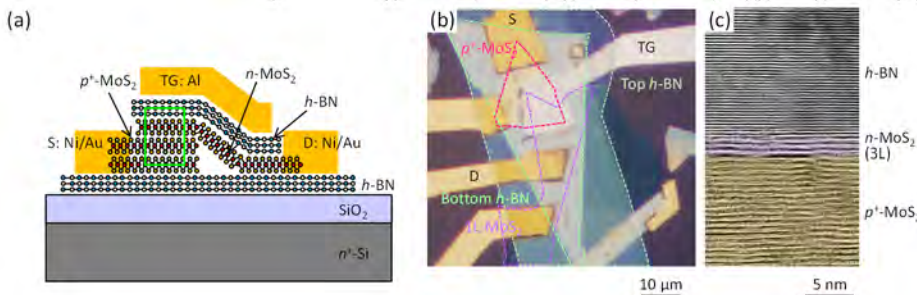 (a)
n-MoS₂
p⁺-MoS₂
TG: Al
h-BN
S: Ni/Au
D: Ni/Au
h-BN
SiO₂
n⁺-Si
(b)
S
p⁺-MoS₂
TG
Top h-BN
D
Bottom h-BN
MoS₂
10 μm
(c)
h-BN
n-MoS₂
(3L)
p⁺-MoS₂
5 nm